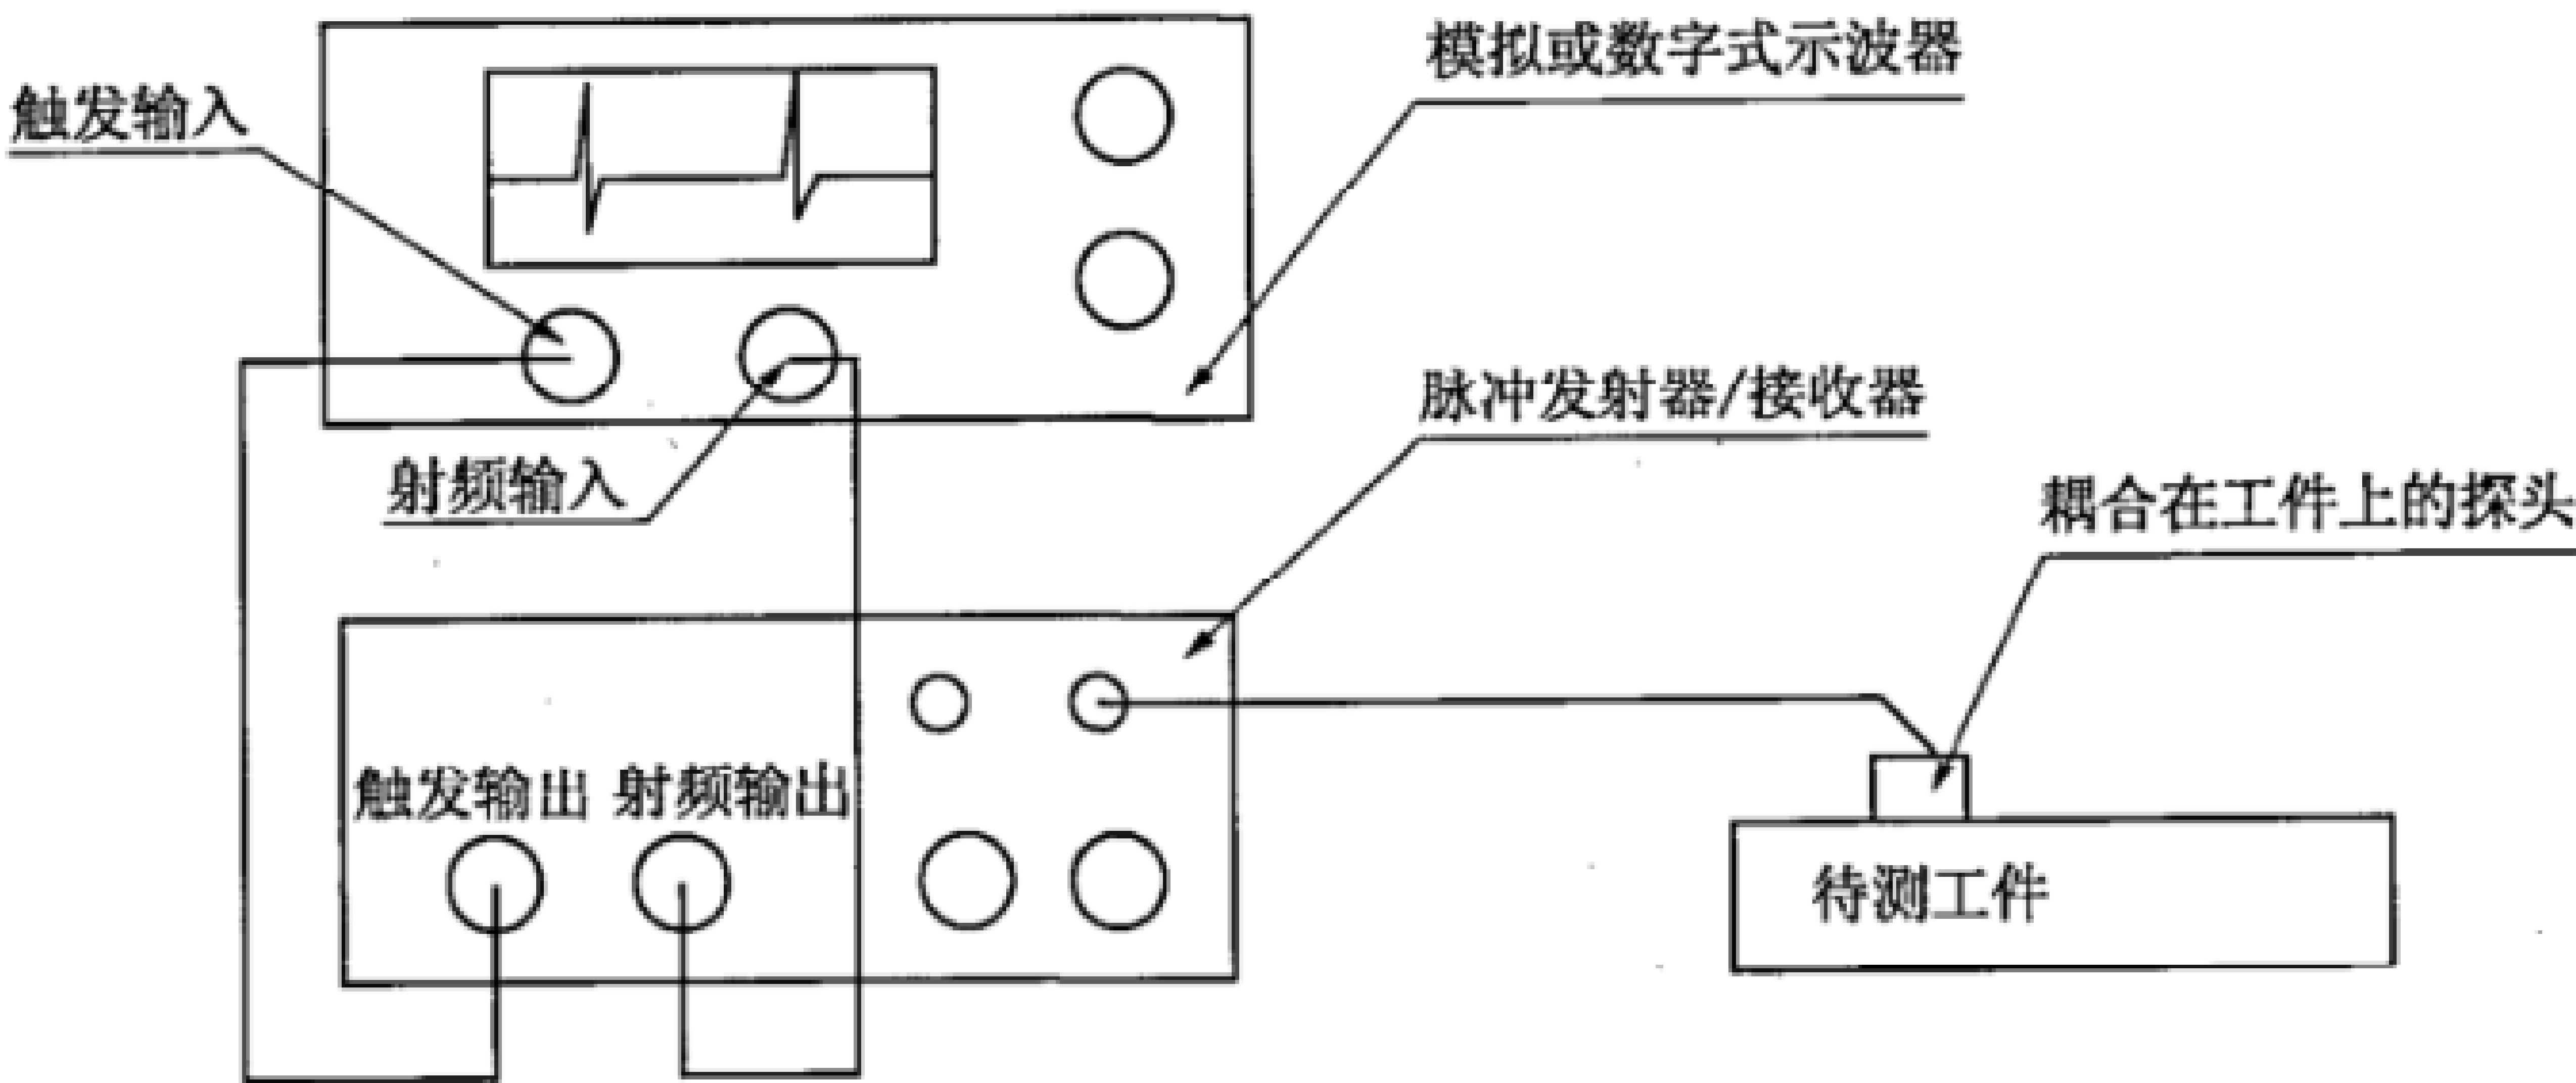 模拟或数字式示波器
触发输入
脉冲发射器/接收器
射频输入
耦合在工件上的探头
触发输出 射频输出
待测工件